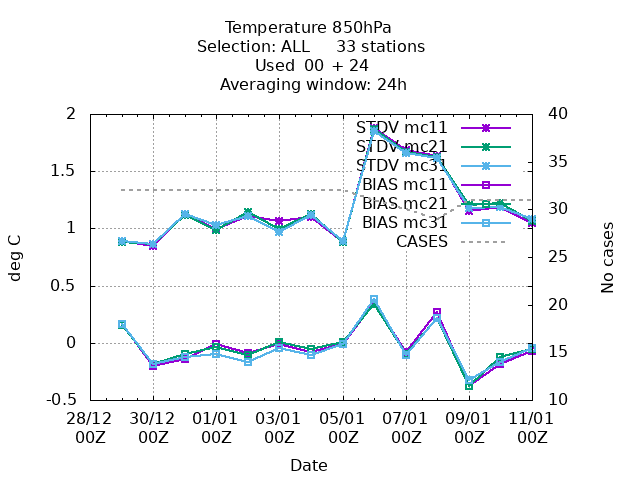 Temperature 850hPa
Selection: ALL     33 stations
Used  00  + 24
Averaging window: 24h
2
1.5
1
0.5
0
-0.5
40
35
30
25
20
15
10
deg C
No cases
STDV mc11
STDV mc21
STDV mc31
BIAS mc11
BIAS mc21
BIAS mc31
CASES
28/12 30/12 01/01 03/01 05/01 07/01 09/01 11/01
00Z 00Z 00Z 00Z 00Z 00Z 00Z 00Z
Date